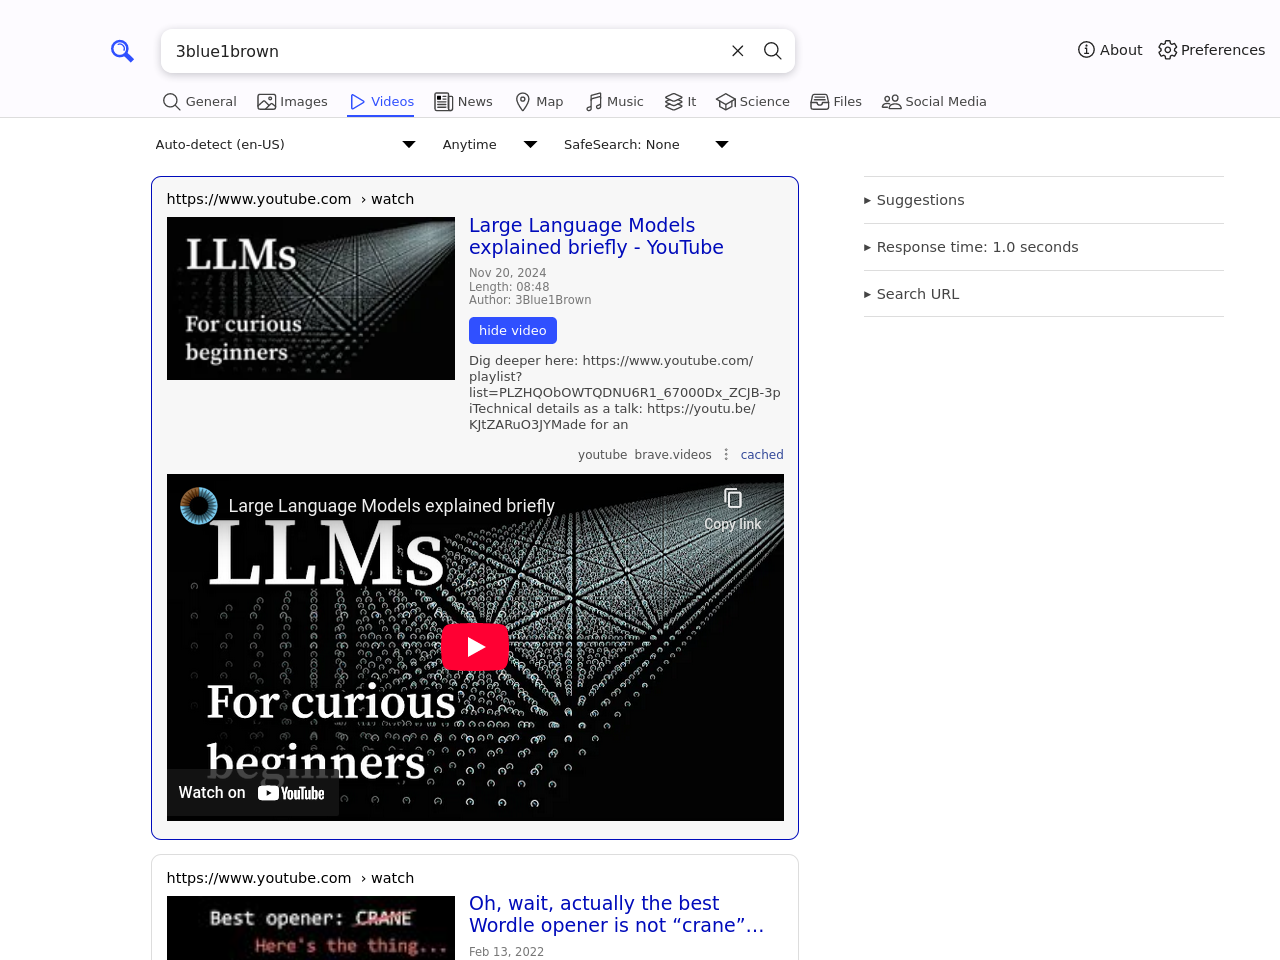 3blue1brown
About
Preferences
General
Images
Videos
News
Map
Music
It
Science
Files
Social Media
Auto-detect (en-US)
Anytime
SafeSearch: None
https://www.youtube.com › watch
LLMs
For curious
beginners
Large Language Models
explained briefly - YouTube
Nov 20, 2024
Length: 08:48
Author: 3Blue1Brown
hide video
Dig deeper here: https://www.youtube.com/
playlist?
list=PLZHQObOWTQDNU6R1_67000Dx_ZCJB-3p
iTechnical details as a talk: https://youtu.be/
KJtZARuO3JYMade for an
youtube brave.videos cached
Large Language Models explained briefly
Copy link
LLMs
For curious
beginners
Watch on YouTube
https://www.youtube.com › watch
Best opener: CRANE
Here's the thing...
Oh, wait, actually the best
Wordle opener is not “crane”…
Feb 13, 2022
Suggestions
Response time: 1.0 seconds
Search URL